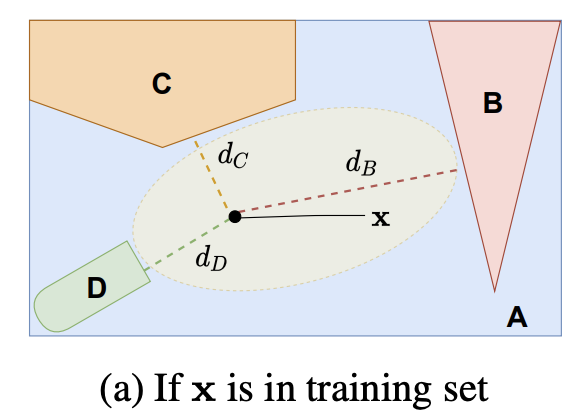 C
B
d_C
d_B
x
d_D
D
A
(a) If x is in training set